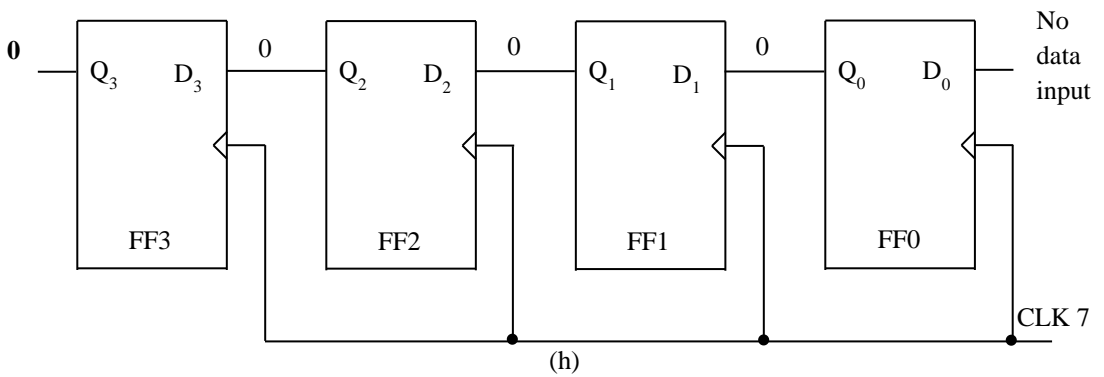 0
0
0
0
No
data
input
Q3 D3
Q2 D2
Q1 D1
Q0 D0
FF3
FF2
FF1
FF0
CLK 7
(h)